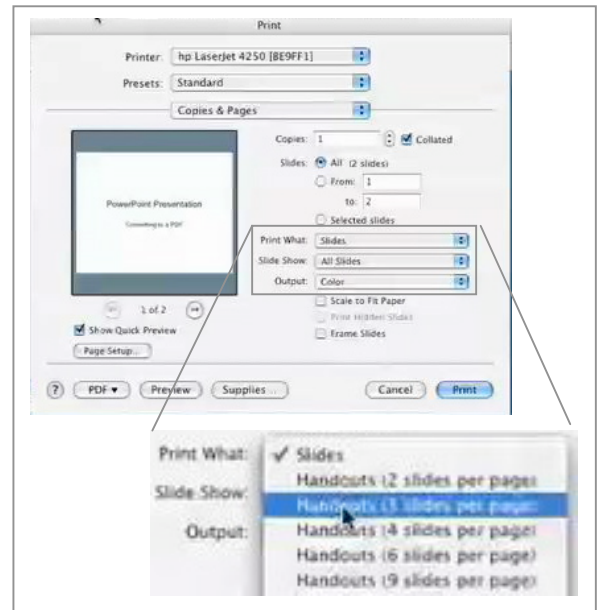 Print
Printer: hp LaserJet 4250 [BE9FF1]
Presets: Standard
Copies & Pages
Copies: 1 Collated
Slides: All (2 slides)
From: 1
to: 2
Selected slides
PowerPoint Presentation
Converting to a PDF
Print What: Slides
Slide Show: All Slides
Output: Color
Scale to Fit Paper
Print Hidden Slides
Frame Slides
1 of 2
Show Quick Preview
Page Setup...
? PDF Preview Supplies... Cancel Print
Print What: ✓ Slides
Handouts (2 slides per page)
Slide Show:
Handouts (3 slides per page)
Output: Handouts (4 slides per page)
Handouts (6 slides per page)
Handouts (9 slides per page)